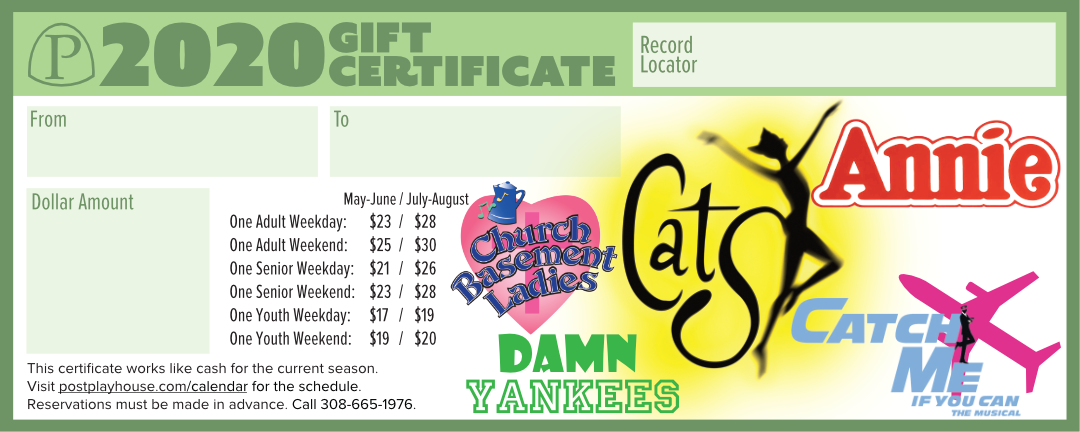 P 2020 GIFT
CERTIFICATE
Record
Locator
From
To
Dollar Amount
May-June / July-August
One Adult Weekday: $23 / $28
One Adult Weekend: $25 / $30
One Senior Weekday: $21 / $26
One Senior Weekend: $23 / $28
One Youth Weekday: $17 / $19
One Youth Weekend: $19 / $20
This certificate works like cash for the current season.
Visit postplayhouse.com/calendar for the schedule.
Reservations must be made in advance. Call 308-665-1976.
Church
Basement
Ladies
DAMN
YANKEES
Cats
Annie
CATCH
ME
IF YOU CAN
THE MUSICAL